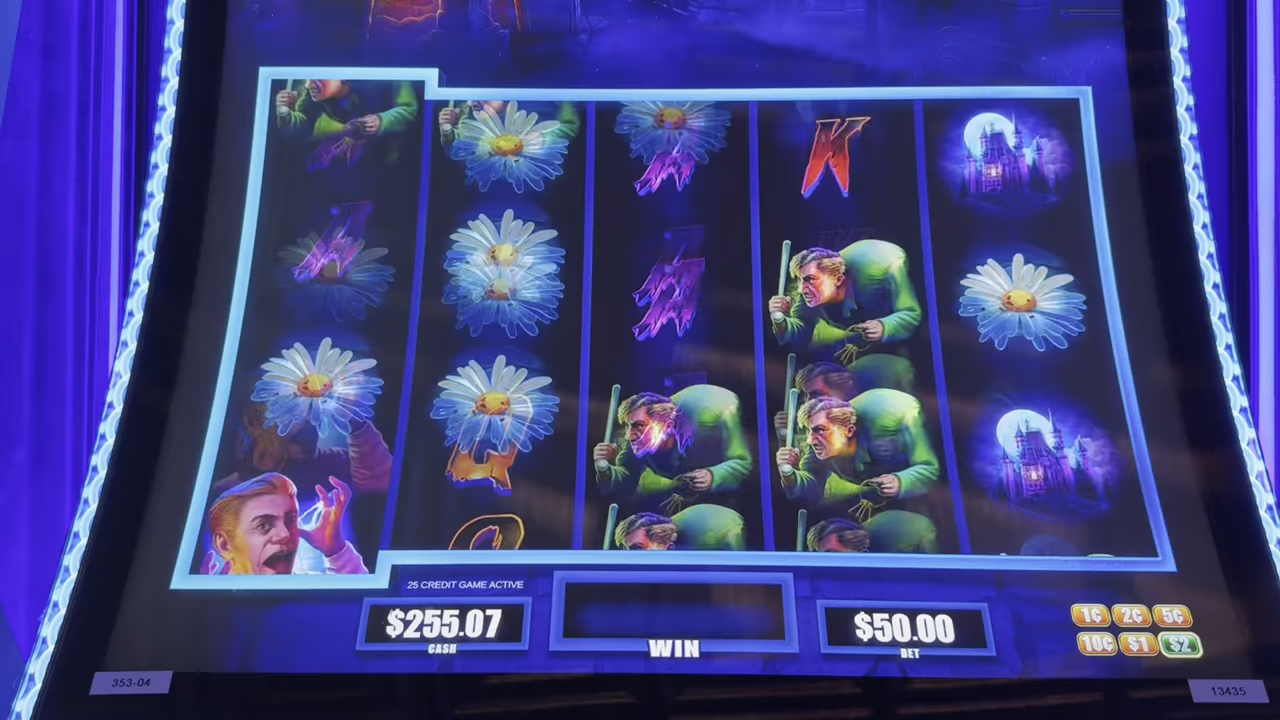 K
Q
25 CREDIT GAME ACTIVE
$255.07
CASH
WIN
$50.00
BET
1¢ 2¢ 5¢
10¢ $1 $2
353-04
13435